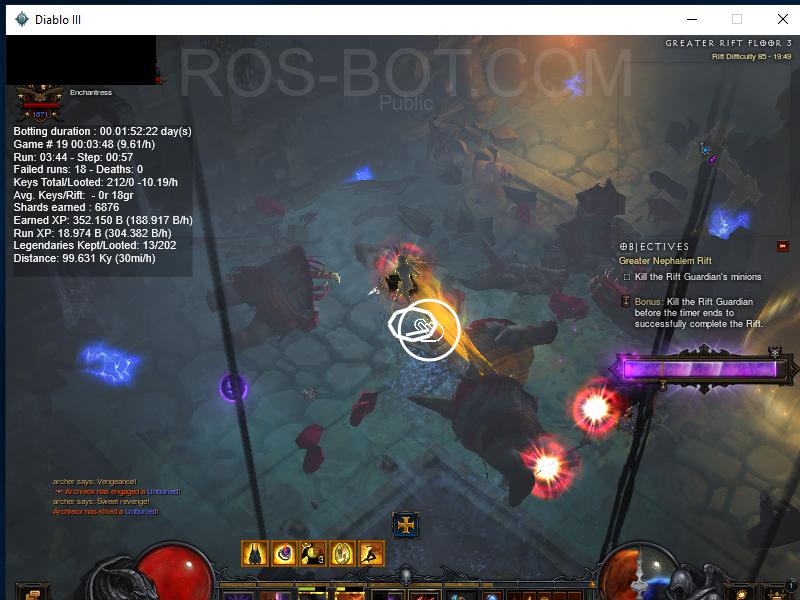 Diablo III
ROS-BOT.COM
Public
GREATER RIFT FLOOR 3
Rift Difficulty 85 - 19:49
Enchantress
1671
Botting duration : 00.01:52:22 day(s)
Game # 19 00:03:48 (9.61/h)
Run: 03:44 - Step: 00:57
Failed runs: 18 - Deaths: 0
Keys Total/Looted: 212/0 -10.19/h
Avg. Keys/Rift:  - 0r 18gr
Shards earned : 6876
Earned XP: 352.150 B (188.917 B/h)
Run XP: 18.974 B (304.382 B/h)
Legendaries Kept/Looted: 13/202
Distance: 99.631 Ky (30mi/h)
OBJECTIVES
Greater Nephalem Rift
Kill the Rift Guardian's minions
Bonus: Kill the Rift Guardian
before the timer ends to
successfully complete the Rift.
archer says: Vengeance!
Archleox has engaged a Unburied!
archer says: Sweet revenge!
Archleox has killed a Unburied!
3
1